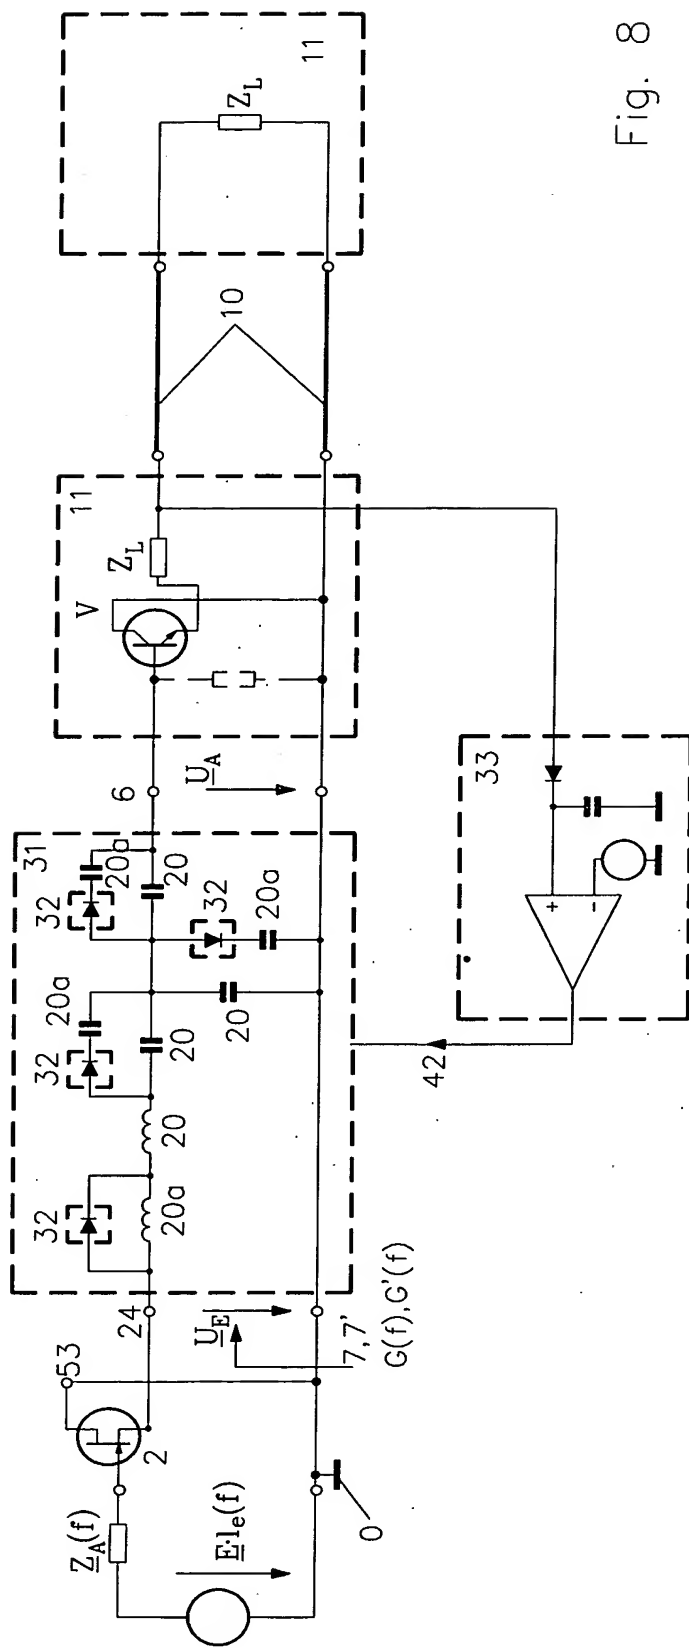 Z_A(f)
E·l_e(f)
0
2
53
24
U_E
7,7'
G(f),G'(f)
32
20a
20
32
20a
20
20
32
20a
32
20a
31
20
6
U_A
42
33
+
−
V
Z_L
11
10
Z_L
11
Fig. 8